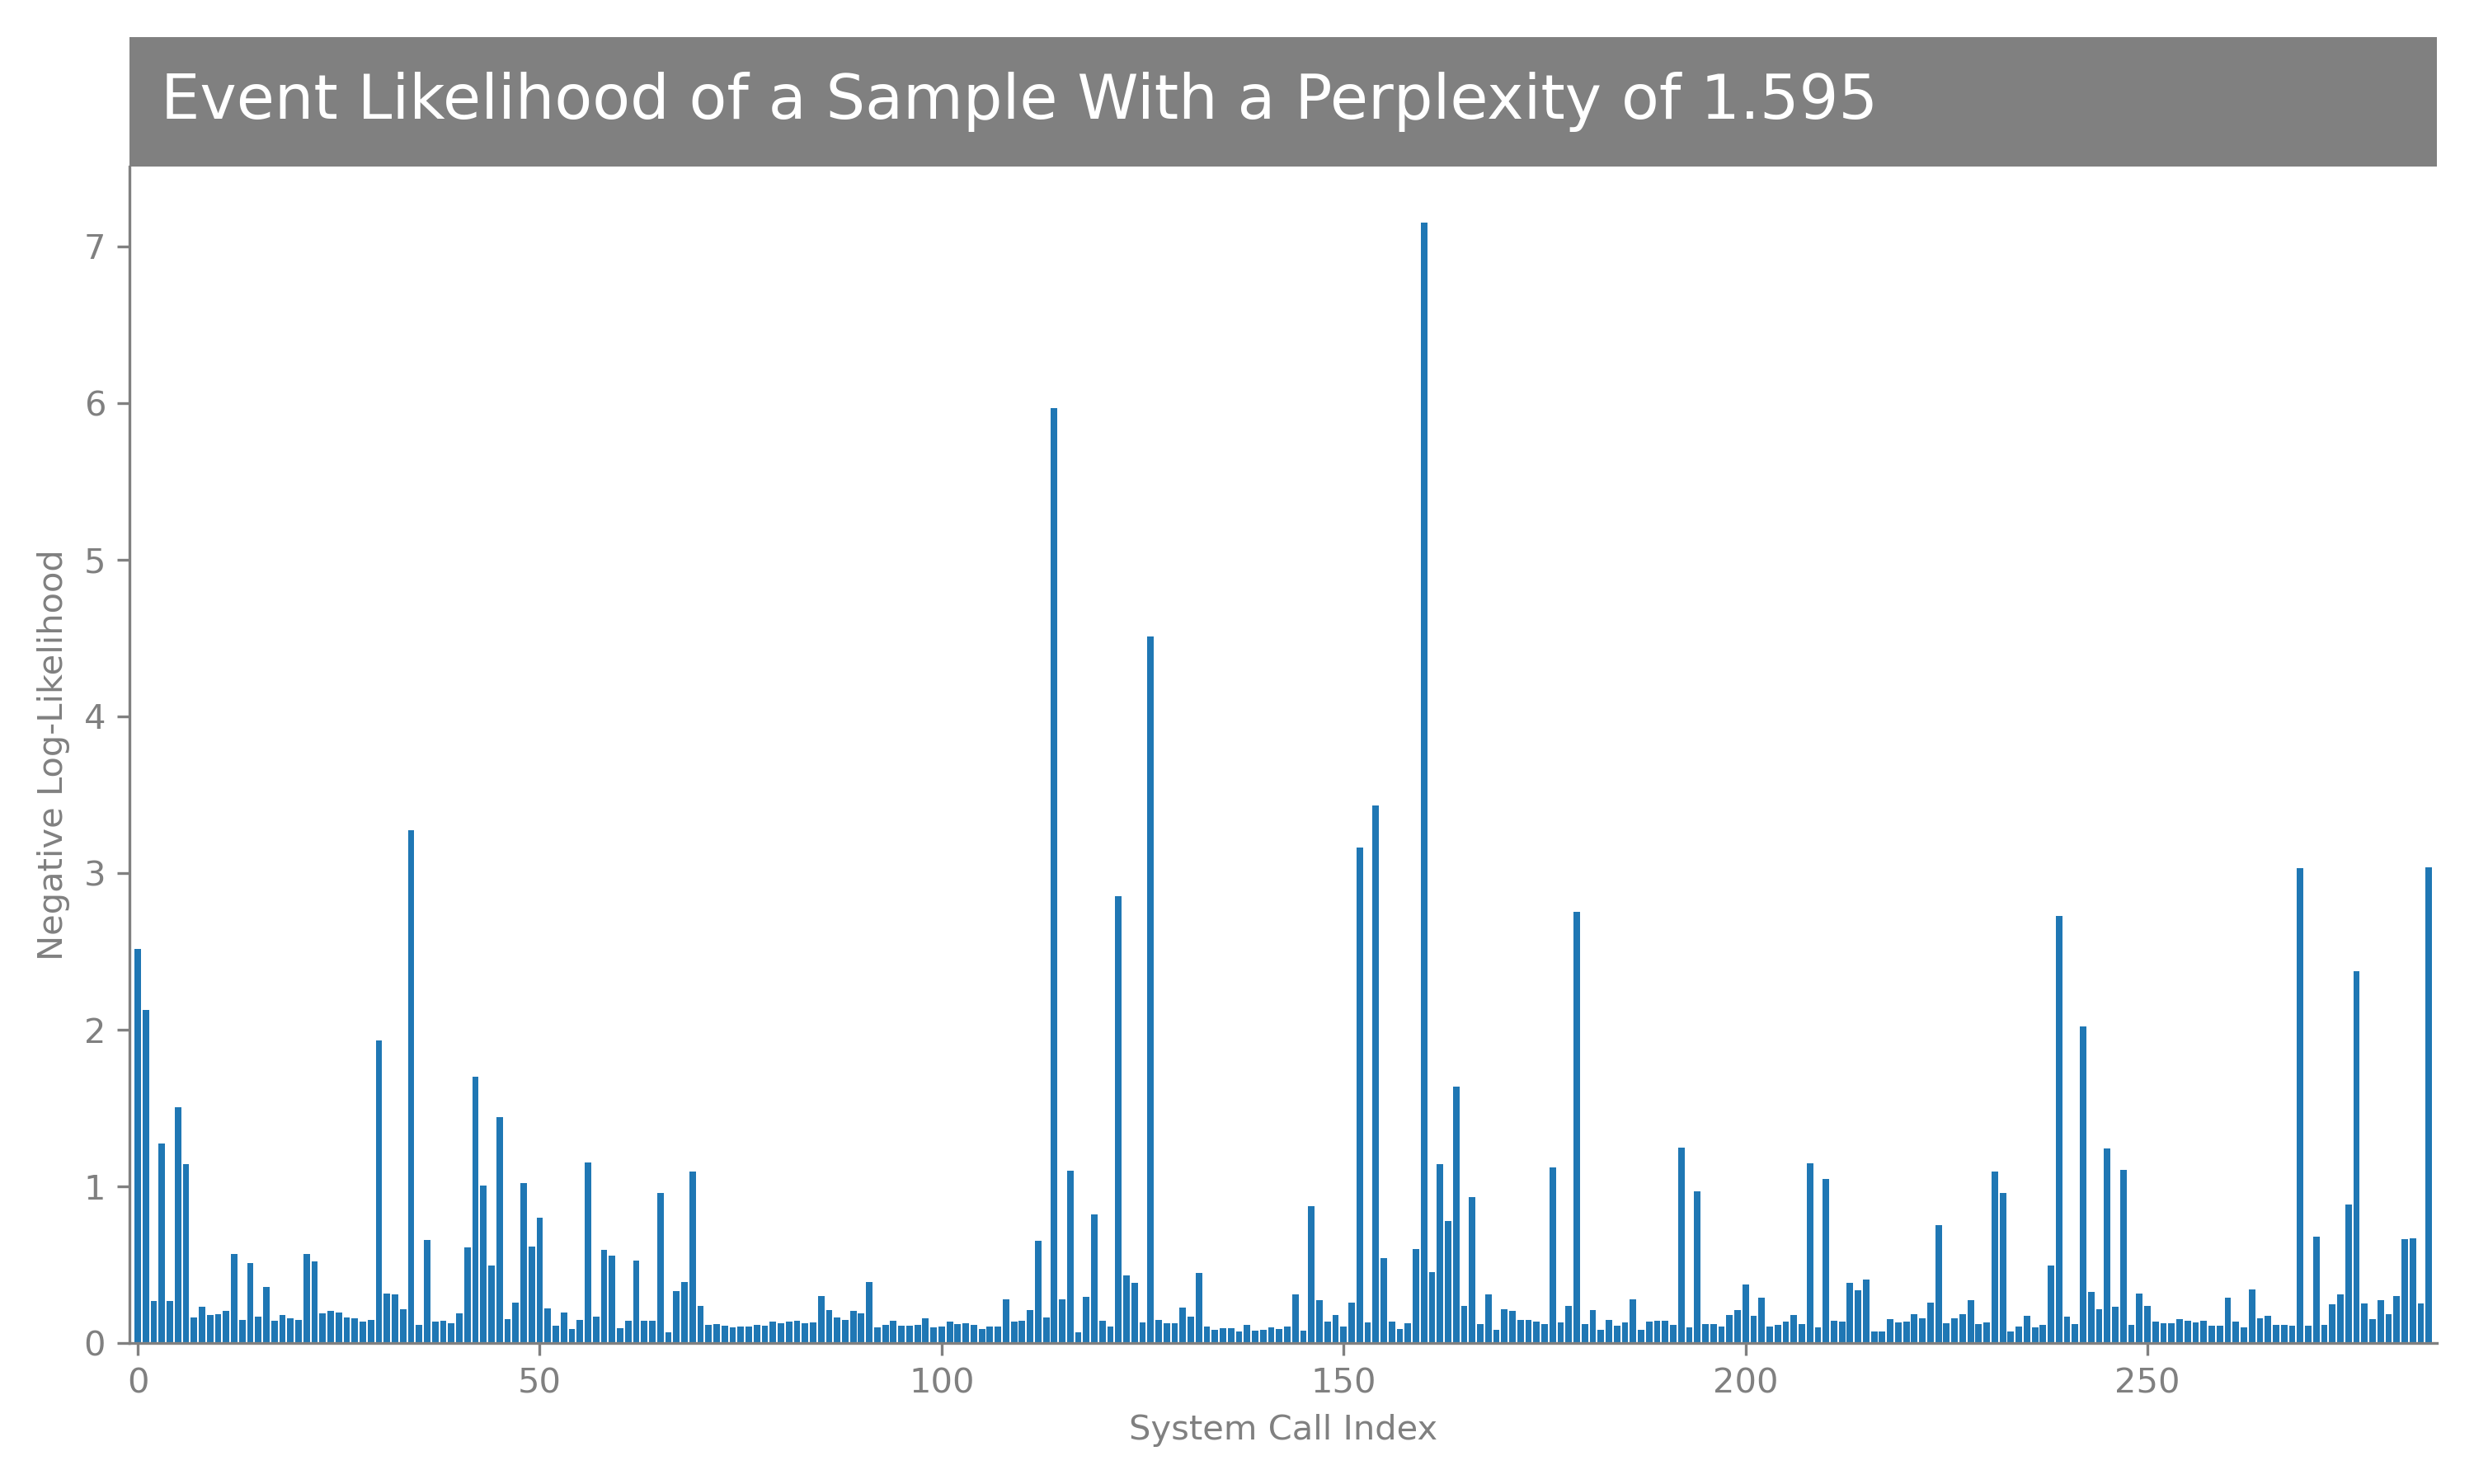 Event Likelihood of a Sample With a Perplexity of 1.595
Negative Log-Likelihood
7
6
5
4
3
2
1
0
0 50 100 150 200 250
System Call Index